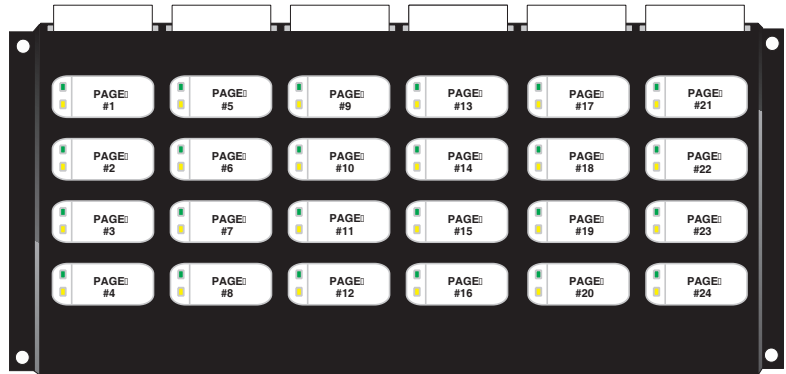 PAGE
#1
PAGE
#5
PAGE
#9
PAGE
#13
PAGE
#17
PAGE
#21
PAGE
#2
PAGE
#6
PAGE
#10
PAGE
#14
PAGE
#18
PAGE
#22
PAGE
#3
PAGE
#7
PAGE
#11
PAGE
#15
PAGE
#19
PAGE
#23
PAGE
#4
PAGE
#8
PAGE
#12
PAGE
#16
PAGE
#20
PAGE
#24